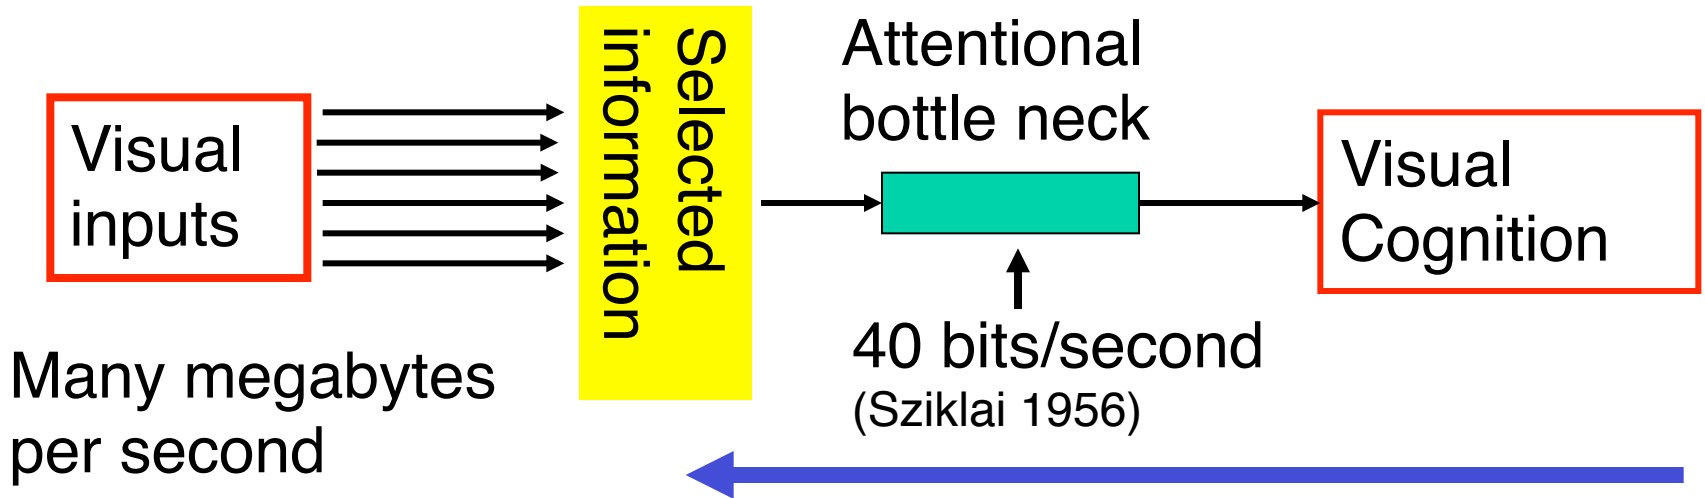 Visual
inputs
Many megabytes
per second
Selected
information
Attentional
bottle neck
40 bits/second
(Sziklai 1956)
Visual
Cognition